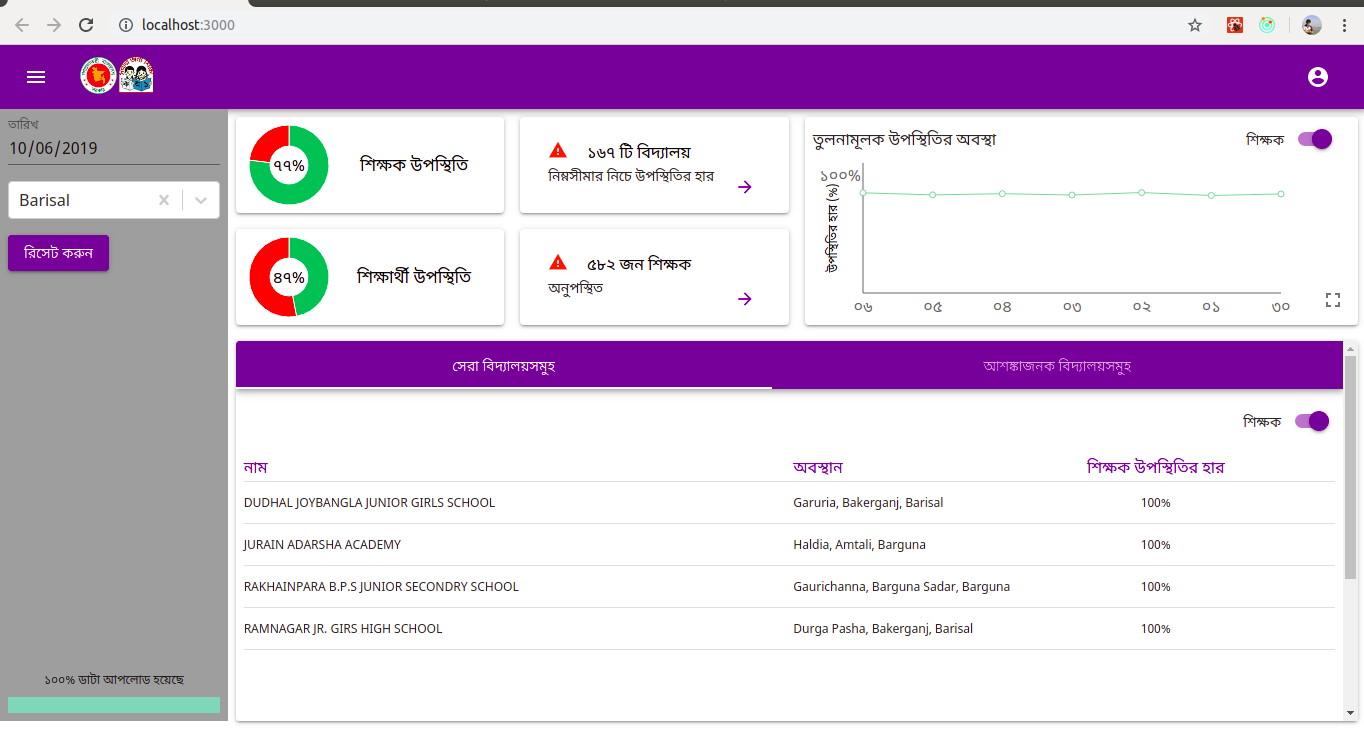 localhost:3000
তারিখ
10/06/2019
Barisal
রিসেট করুন
১০০% ডাটা আপলোড হয়েছে
৭৭%
শিক্ষক উপস্থিতি
১৬৭ টি বিদ্যালয়
নিম্নসীমার নিচে উপস্থিতির হার
৪৭%
শিক্ষার্থী উপস্থিতি
৫৮২ জন শিক্ষক
অনুপস্থিত
তুলনামূলক উপস্থিতির অবস্থা
শিক্ষক
১০০%
উপস্থিতির হার (%)
০৬ ০৫ ০৪ ০৩ ০২ ০১ ৩০
সেরা বিদ্যালয়সমুহ
আশঙ্কাজনক বিদ্যালয়সমুহ
শিক্ষক
নাম অবস্থান শিক্ষক উপস্থিতির হার
DUDHAL JOYBANGLA JUNIOR GIRLS SCHOOL Garuria, Bakerganj, Barisal 100%
JURAIN ADARSHA ACADEMY Haldia, Amtali, Barguna 100%
RAKHAINPARA B.P.S JUNIOR SECONDRY SCHOOL Gaurichanna, Barguna Sadar, Barguna 100%
RAMNAGAR JR. GIRS HIGH SCHOOL Durga Pasha, Bakerganj, Barisal 100%